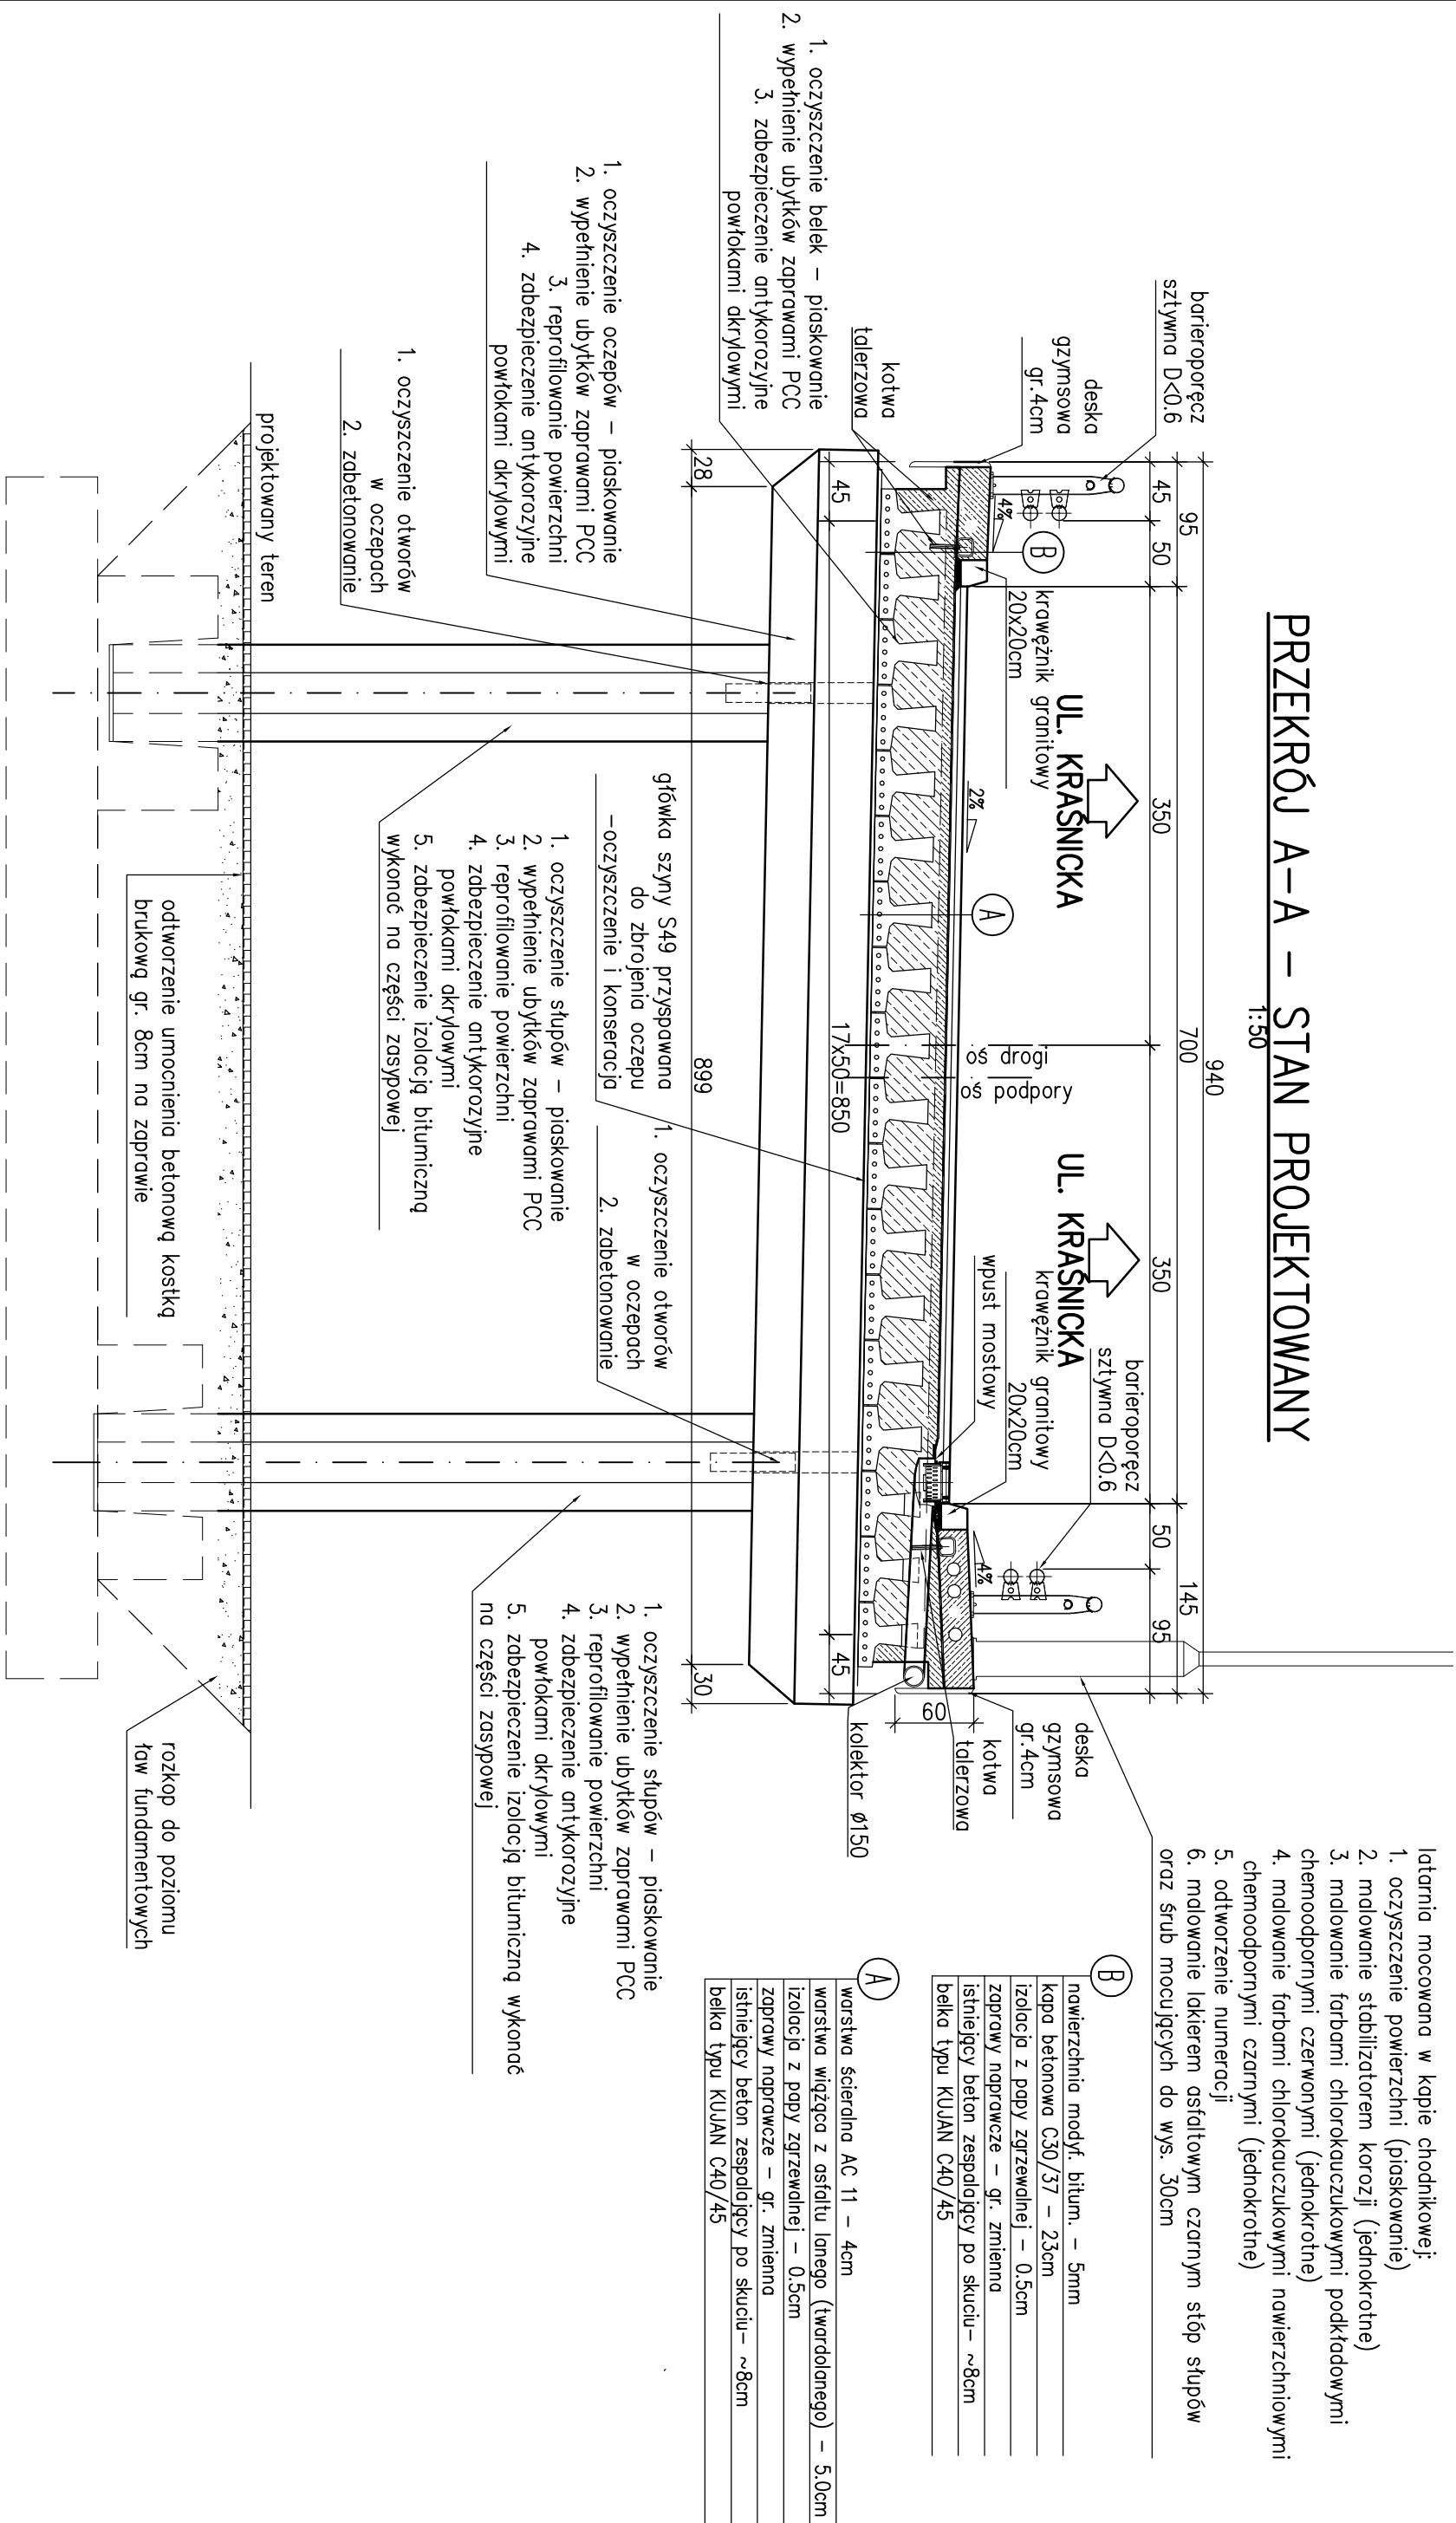 PRZEKRÓJ A-A - STAN PROJEKTOWANY
1:50
940
95
700
145
45
50
350
350
50
95
barieroporęcz
sztywna D<0.6
deska
gzymsowa
gr.4cm
kotwa
talerzowa
4%
B
krawężnik granitowy
20x20cm
UL. KRAŚNICKA
2%
A
oś drogi
oś podpory
UL. KRAŚNICKA
krawężnik granitowy
20x20cm
wpust mostowy
barieroporęcz
sztywna D<0.6
4%
deska
gzymsowa
gr.4cm
kotwa
talerzowa
60
kolektor ø150
45
17x50=850
45
28
899
30
1. oczyszczenie belek - piaskowanie
2. wypełnienie ubytków zaprawami PCC
3. zabezpieczenie antykorozyjne
powłokami akrylowymi
1. oczyszczenie oczepów - piaskowanie
2. wypełnienie ubytków zaprawami PCC
3. reprofilowanie powierzchni
4. zabezpieczenie antykorozyjne
powłokami akrylowymi
1. oczyszczenie otworów
w oczepach
2. zabetonowanie
projektowany teren
główka szyny S49 przyspawana
do zbrojenia oczepu
-oczyszczenie i konseracja
1. oczyszczenie otworów
w oczepach
2. zabetonowanie
1. oczyszczenie słupów - piaskowanie
2. wypełnienie ubytków zaprawami PCC
3. reprofilowanie powierzchni
4. zabezpieczenie antykorozyjne
powłokami akrylowymi
5. zabezpieczenie izolacją bitumiczną
wykonać na części zasypowej
odtworzenie umocnienia betonową kostką
brukową gr. 8cm na zaprawie
1. oczyszczenie słupów - piaskowanie
2. wypełnienie ubytków zaprawami PCC
3. reprofilowanie powierzchni
4. zabezpieczenie antykorozyjne
powłokami akrylowymi
5. zabezpieczenie izolacją bitumiczną wykonać
na części zasypowej
rozkop do poziomu
ław fundamentowych
latarnia mocowana w kapie chodnikowej:
1. oczyszczenie powierzchni (piaskowanie)
2. malowanie stabilizatorem korozji (jednokrotne)
3. malowanie farbami chlorokauczukowymi podkładowymi
chemoodpornymi czerwonymi (jednokrotne)
4. malowanie farbami chlorokauczukowymi nawierzchniowymi
chemoodpornymi czarnymi (jednokrotne)
5. odtworzenie numeracji
6. malowanie lakierem asfaltowym czarnym stóp słupów
oraz śrub mocujących do wys. 30cm
B
nawierzchnia modyf. bitum. - 5mm
kapa betonowa C30/37 - 23cm
izolacja z papy zgrzewalnej - 0.5cm
zaprawy naprawcze - gr. zmienna
istniejący beton zespalający po skuciu- ~8cm
belka typu KUJAN C40/45
A
warstwa ścieralna AC 11 - 4cm
warstwa wiążąca z asfaltu lanego (twardolanego) - 5.0cm
izolacja z papy zgrzewalnej - 0.5cm
zaprawy naprawcze - gr. zmienna
istniejący beton zespalający po skuciu- ~8cm
belka typu KUJAN C40/45